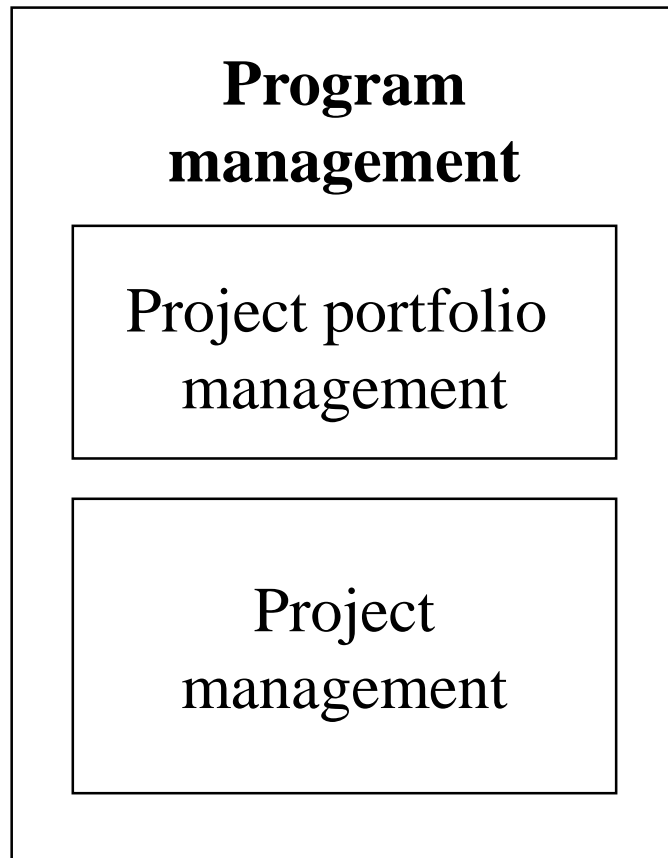 Program
management
Project portfolio
management
Project
management